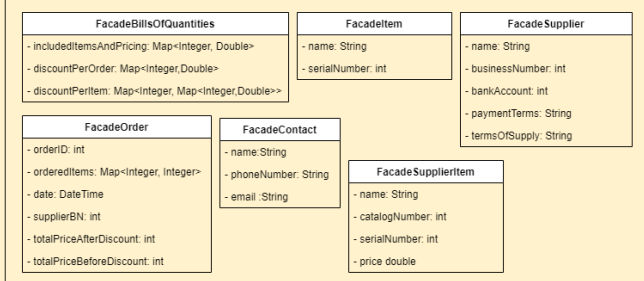 FacadeBillsOfQuantities
- includedItemsAndPricing: Map<Integer, Double>
- discountPerOrder: Map<Integer,Double>
- discountPerItem: Map<Integer, Map<Integer,Double>>
FacadeItem
- name: String
- serialNumber: int
FacadeSupplier
- name: String
- businessNumber: int
- bankAccount: int
- paymentTerms: String
- termsOfSupply: String
FacadeOrder
- orderID: int
- orderedItems: Map<Integer, Integer>
- date: DateTime
- supplierBN: int
- totalPriceAfterDiscount: int
- totalPriceBeforeDiscount: int
FacadeContact
- name:String
- phoneNumber: String
- email :String
FacadeSupplierItem
- name: String
- catalogNumber: int
- serialNumber: int
- price double